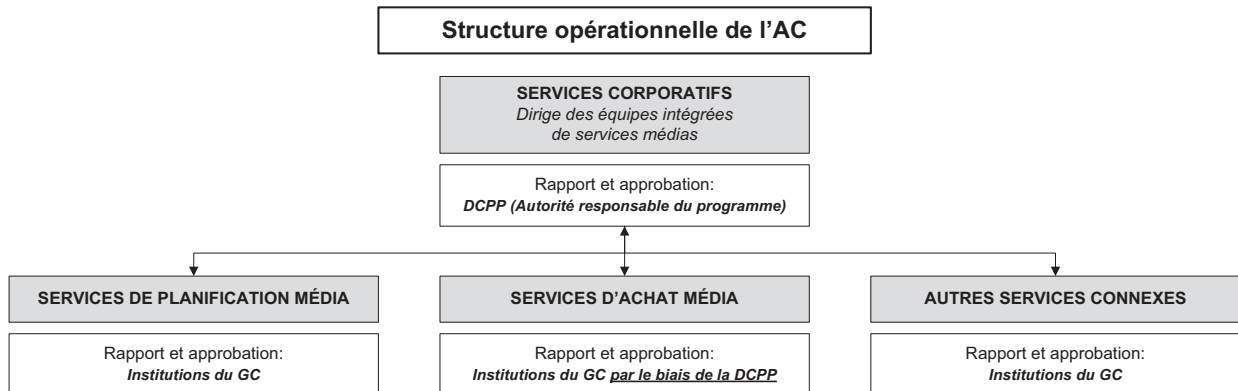 Structure opérationnelle de l'AC
SERVICES CORPORATIFS
Dirige des équipes intégrées
de services médias
Rapport et approbation:
DCPP (Autorité responsable du programme)
SERVICES DE PLANIFICATION MÉDIA
Rapport et approbation:
Institutions du GC
SERVICES D'ACHAT MÉDIA
Rapport et approbation:
Institutions du GC par le biais de la DCPP
AUTRES SERVICES CONNEXES
Rapport et approbation:
Institutions du GC